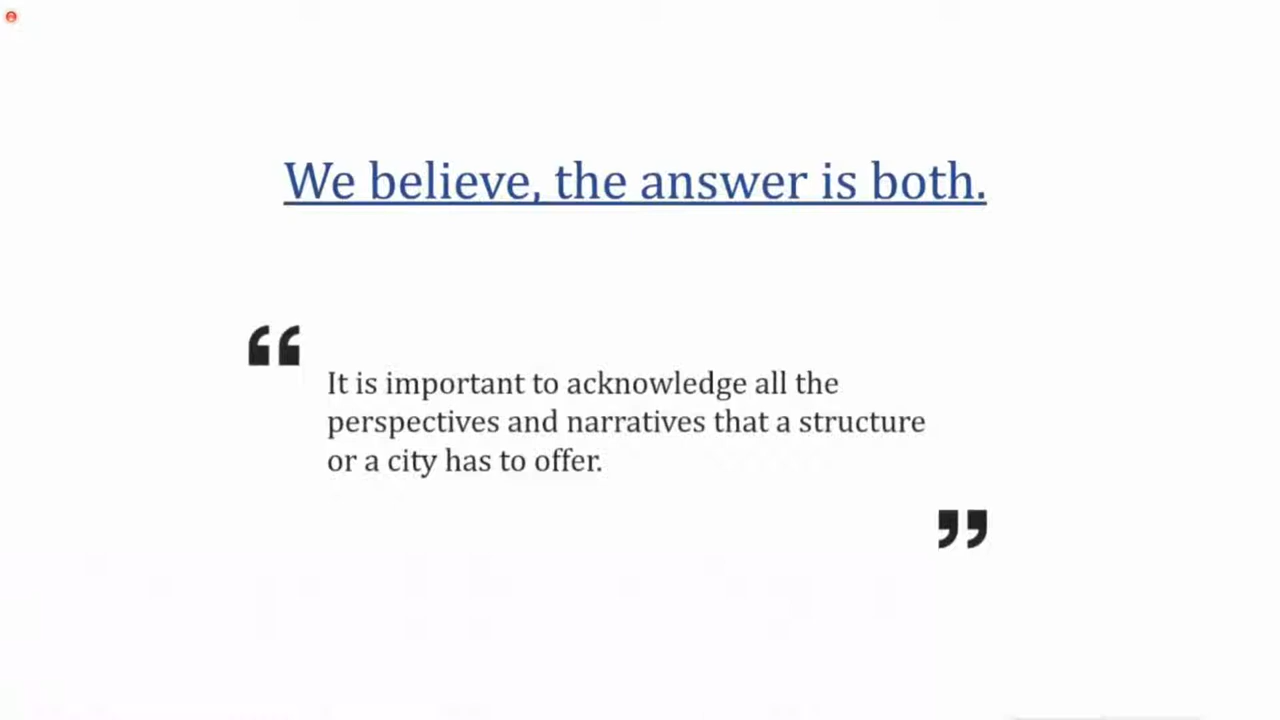 We believe, the answer is both.
“
It is important to acknowledge all the
perspectives and narratives that a structure
or a city has to offer.
”